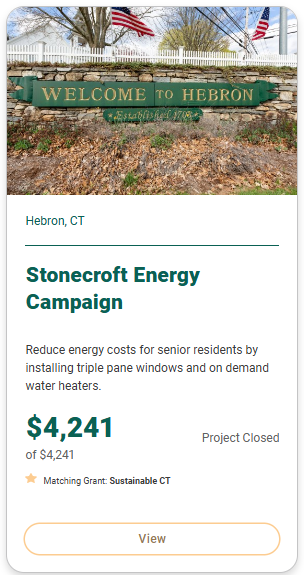 WELCOME TO HEBRON
Established 1708
Hebron, CT
Stonecroft Energy
Campaign
Reduce energy costs for senior residents by
installing triple pane windows and on demand
water heaters.
$4,241
of $4,241
Project Closed
Matching Grant: Sustainable CT
View